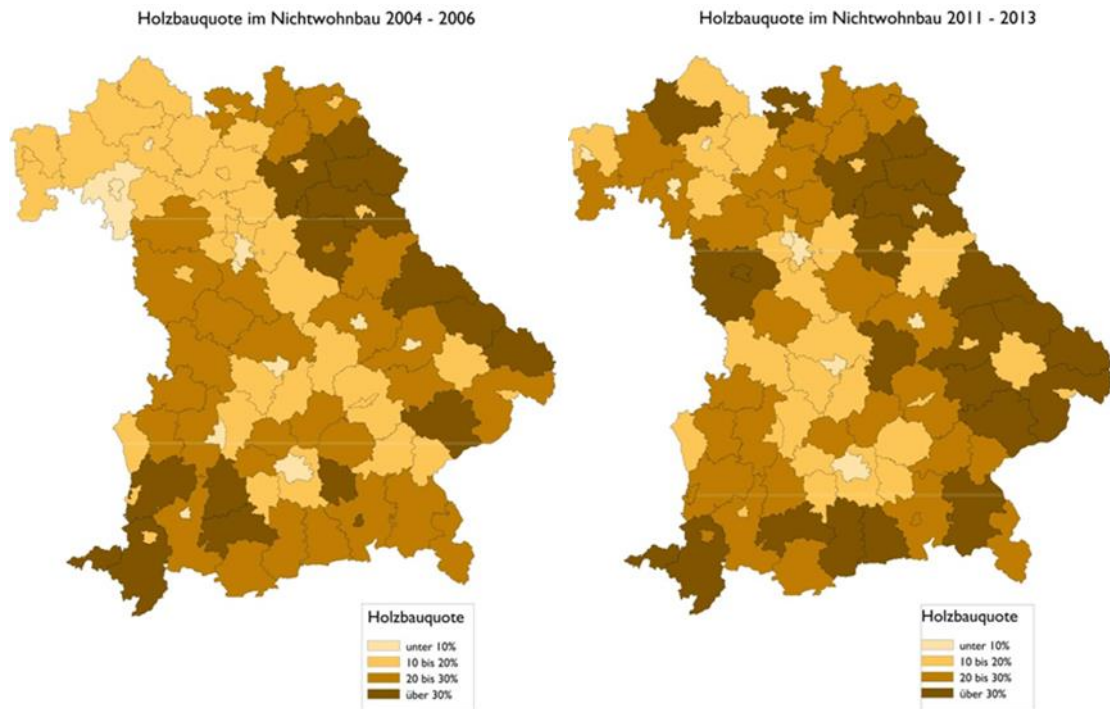 Holzbauquote im Nichtwohnbau 2004 - 2006
Holzbauquote im Nichtwohnbau 2011 - 2013
Holzbauquote
unter 10%
10 bis 20%
20 bis 30%
über 30%
Holzbauquote
unter 10%
10 bis 20%
20 bis 30%
über 30%